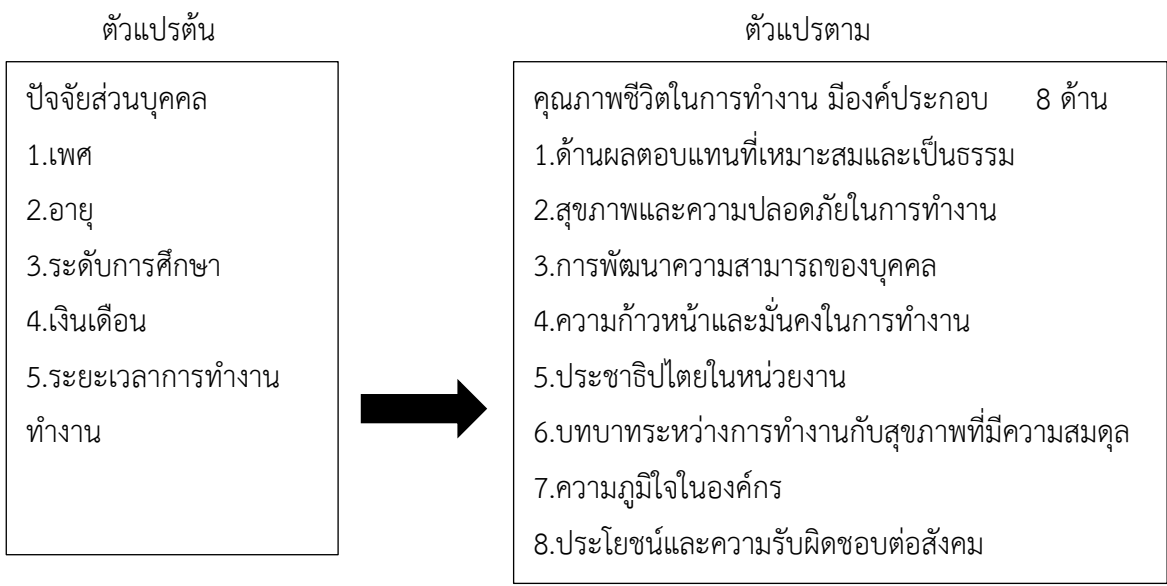 ตัวแปรต้น
ปัจจัยส่วนบุคคล
1.เพศ
2.อายุ
3.ระดับการศึกษา
4.เงินเดือน
5.ระยะเวลาการทำงาน
ทำงาน
ตัวแปรตาม
คุณภาพชีวิตในการทำงาน มีองค์ประกอบ 8 ด้าน
1.ด้านผลตอบแทนที่เหมาะสมและเป็นธรรม
2.สุขภาพและความปลอดภัยในการทำงาน
3.การพัฒนาความสามารถของบุคคล
4.ความก้าวหน้าและมั่นคงในการทำงาน
5.ประชาธิปไตยในหน่วยงาน
6.บทบาทระหว่างการทำงานกับสุขภาพที่มีความสมดุล
7.ความภูมิใจในองค์กร
8.ประโยชน์และความรับผิดชอบต่อสังคม